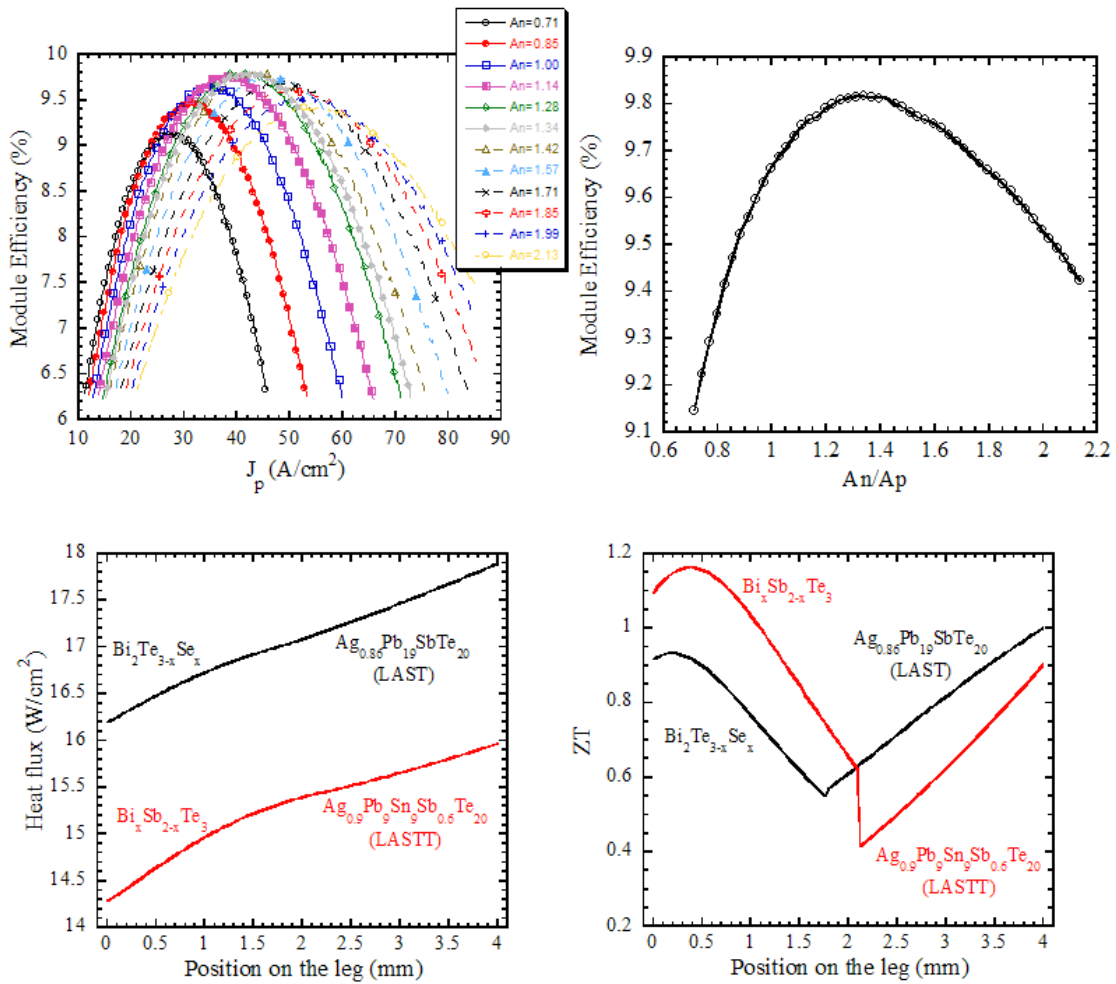 An=0.71
An=0.85
An=1.00
An=1.14
An=1.28
An=1.34
An=1.42
An=1.57
An=1.71
An=1.85
An=1.99
An=2.13
Module Efficiency (%)
10
9.5
9
8.5
8
7.5
7
6.5
6
10 20 30 40 50 60 70 80 90
J_p (A/cm²)
Module Efficiency (%)
9.9
9.8
9.7
9.6
9.5
9.4
9.3
9.2
9.1
0.6 0.8 1 1.2 1.4 1.6 1.8 2 2.2
An/Ap
Heat flux (W/cm²)
18
17.5
17
16.5
16
15.5
15
14.5
14
Bi₂Te₃₋ₓSeₓ
Ag₀.₈₆Pb₁₉SbTe₂₀
(LAST)
BiₓSb₂₋ₓTe₃
Ag₀.₉Pb₉Sn₉Sb₀.₆Te₂₀
(LASTT)
0 0.5 1 1.5 2 2.5 3 3.5 4
Position on the leg (mm)
ZT
1.2
1
0.8
0.6
0.4
0.2
BiₓSb₂₋ₓTe₃
Ag₀.₈₆Pb₁₉SbTe₂₀
(LAST)
Bi₂Te₃₋ₓSeₓ
Ag₀.₉Pb₉Sn₉Sb₀.₆Te₂₀
(LASTT)
0 0.5 1 1.5 2 2.5 3 3.5 4
Position on the leg (mm)